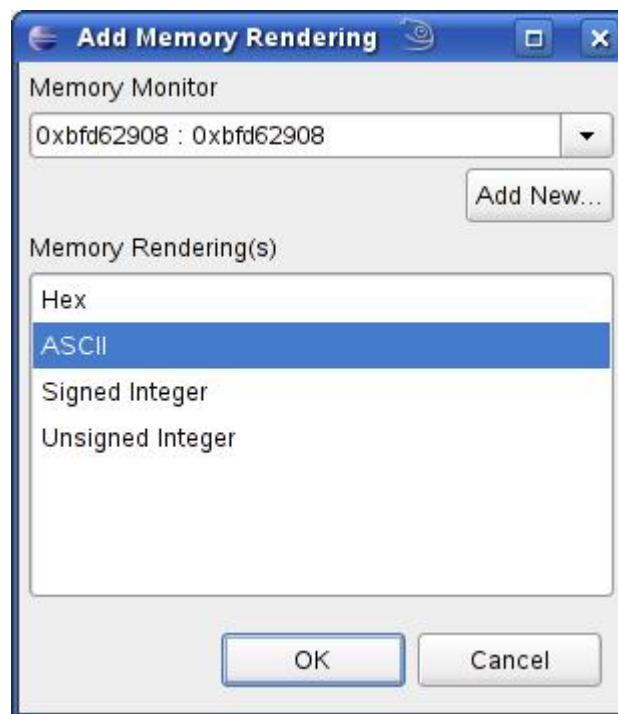 Add Memory Rendering
Memory Monitor
0xbfd62908 : 0xbfd62908
Add New...
Memory Rendering(s)
Hex
ASCII
Signed Integer
Unsigned Integer
OK Cancel